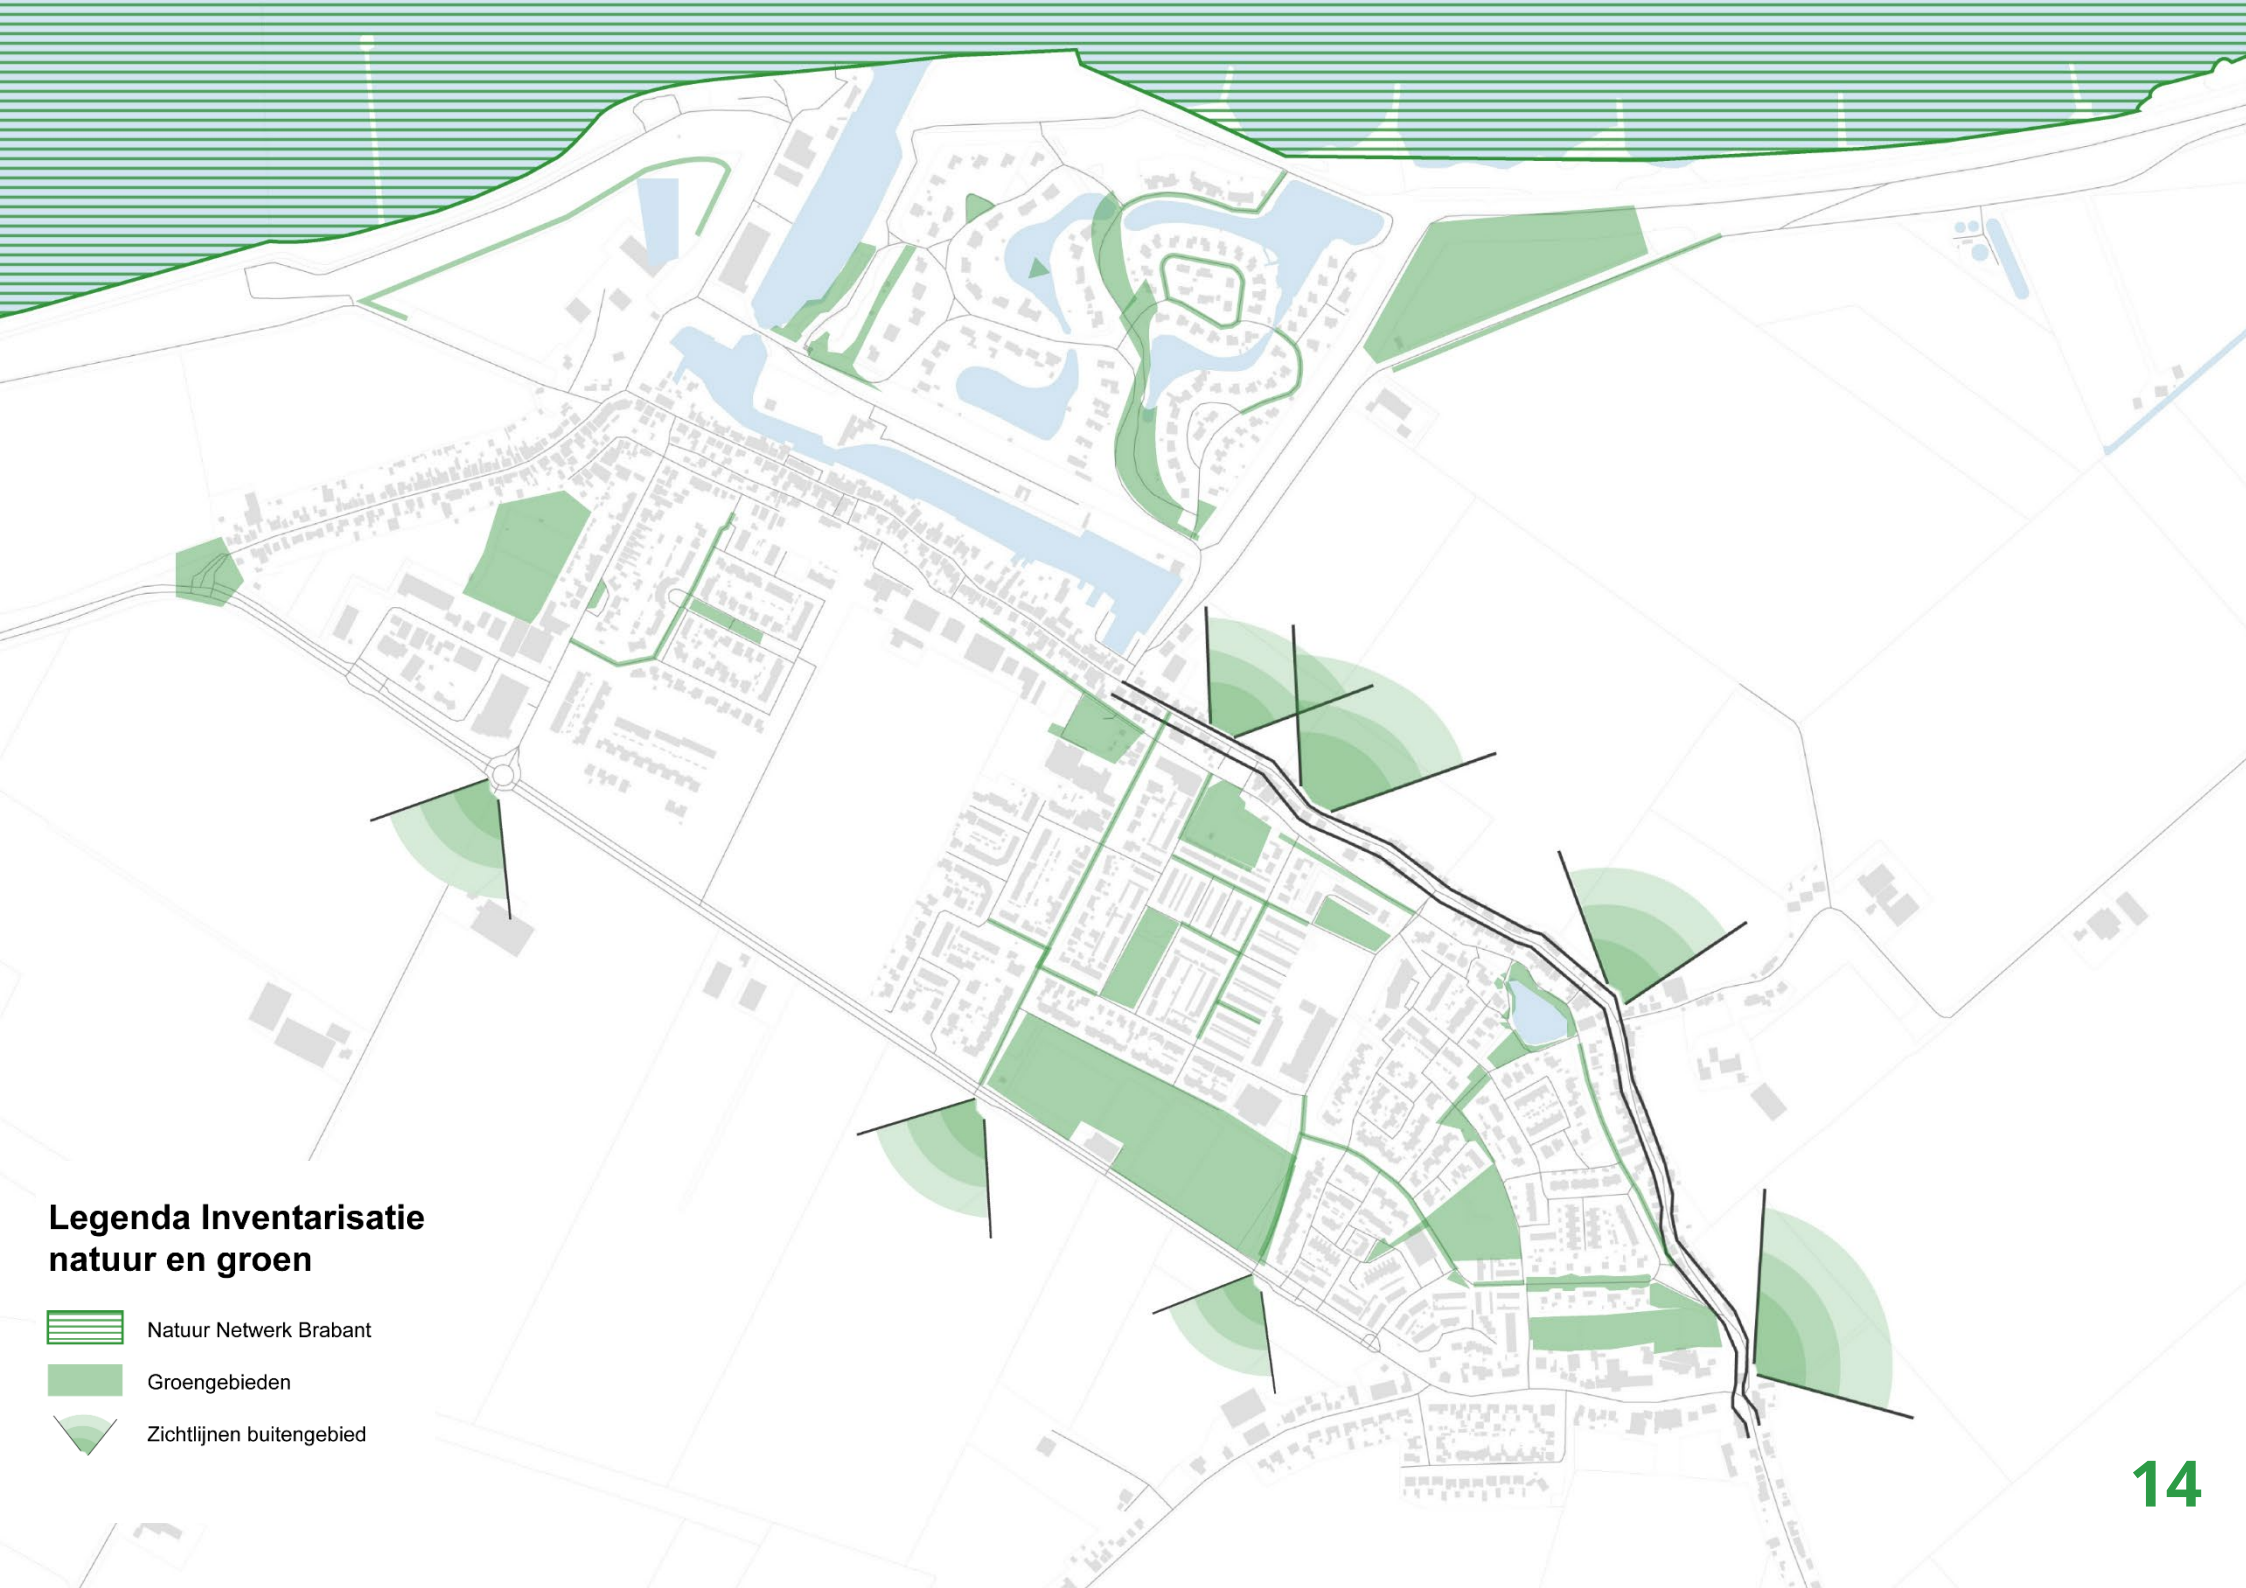 Legenda Inventarisatie
natuur en groen
Natuur Netwerk Brabant
Groengebieden
Zichtlijnen buitengebied
14